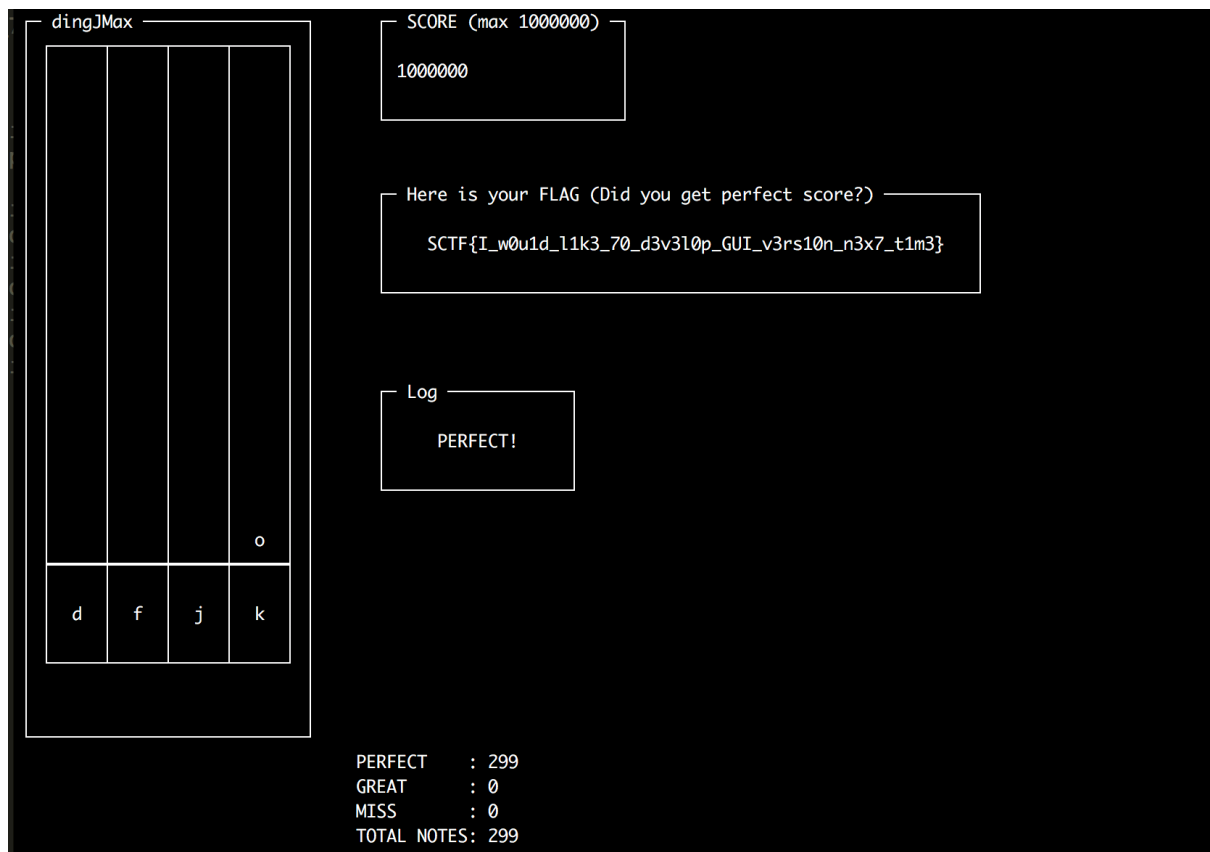 dingJMax
SCORE (max 1000000)
1000000
Here is your FLAG (Did you get perfect score?)
SCTF{I_w0u1d_l1k3_70_d3v3l0p_GUI_v3rs10n_n3x7_t1m3}
Log
PERFECT!
o
d f j k
PERFECT : 299
GREAT : 0
MISS : 0
TOTAL NOTES: 299